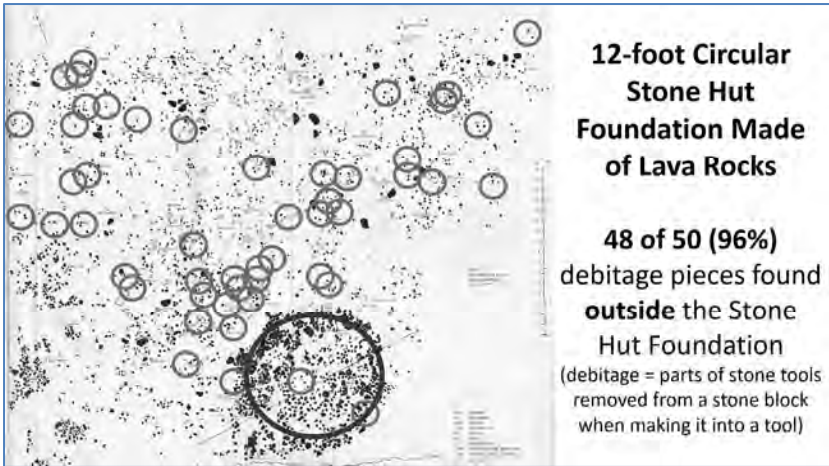 12-foot Circular
Stone Hut
Foundation Made
of Lava Rocks
48 of 50 (96%)
debitage pieces found
outside the Stone
Hut Foundation
(debitage = parts of stone tools
removed from a stone block
when making it into a tool)